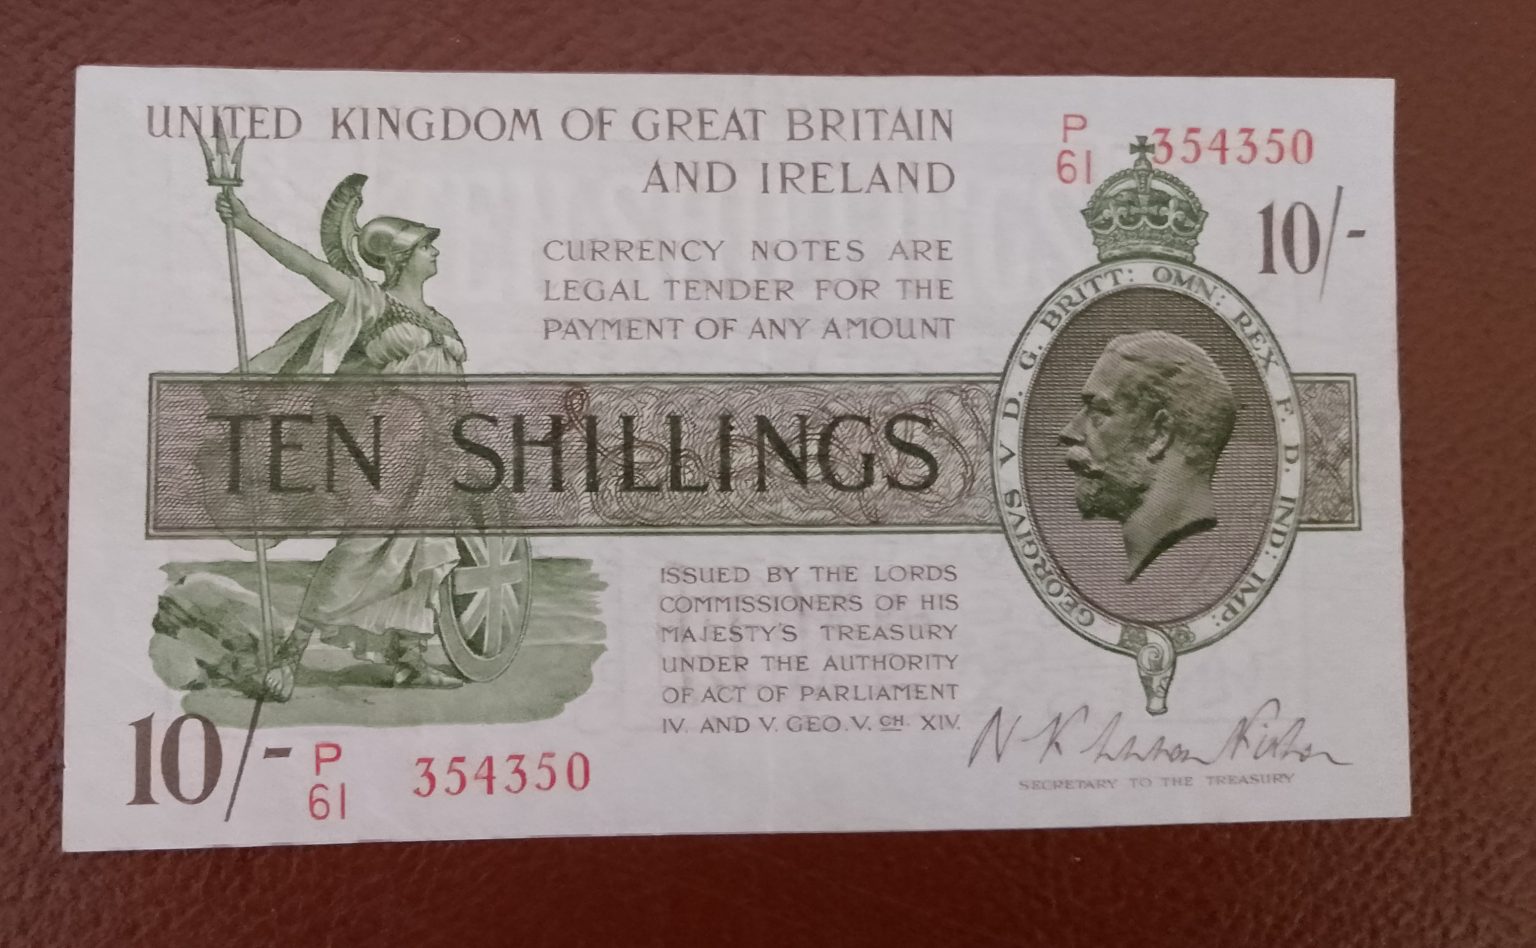 UNITED KINGDOM OF GREAT BRITAIN
AND IRELAND
P
61
354350
10/-
CURRENCY NOTES ARE
LEGAL TENDER FOR THE
PAYMENT OF ANY AMOUNT
GEORGIVS V D. G. BRITT: OMN: REX F. D. IND: IMP:
TEN SHILLINGS
ISSUED BY THE LORDS
COMMISSIONERS OF HIS
MAJESTY'S TREASURY
UNDER THE AUTHORITY
OF ACT OF PARLIAMENT
IV. AND V. GEO. V. CH. XIV.
SECRETARY TO THE TREASURY
10/-
P
61
354350